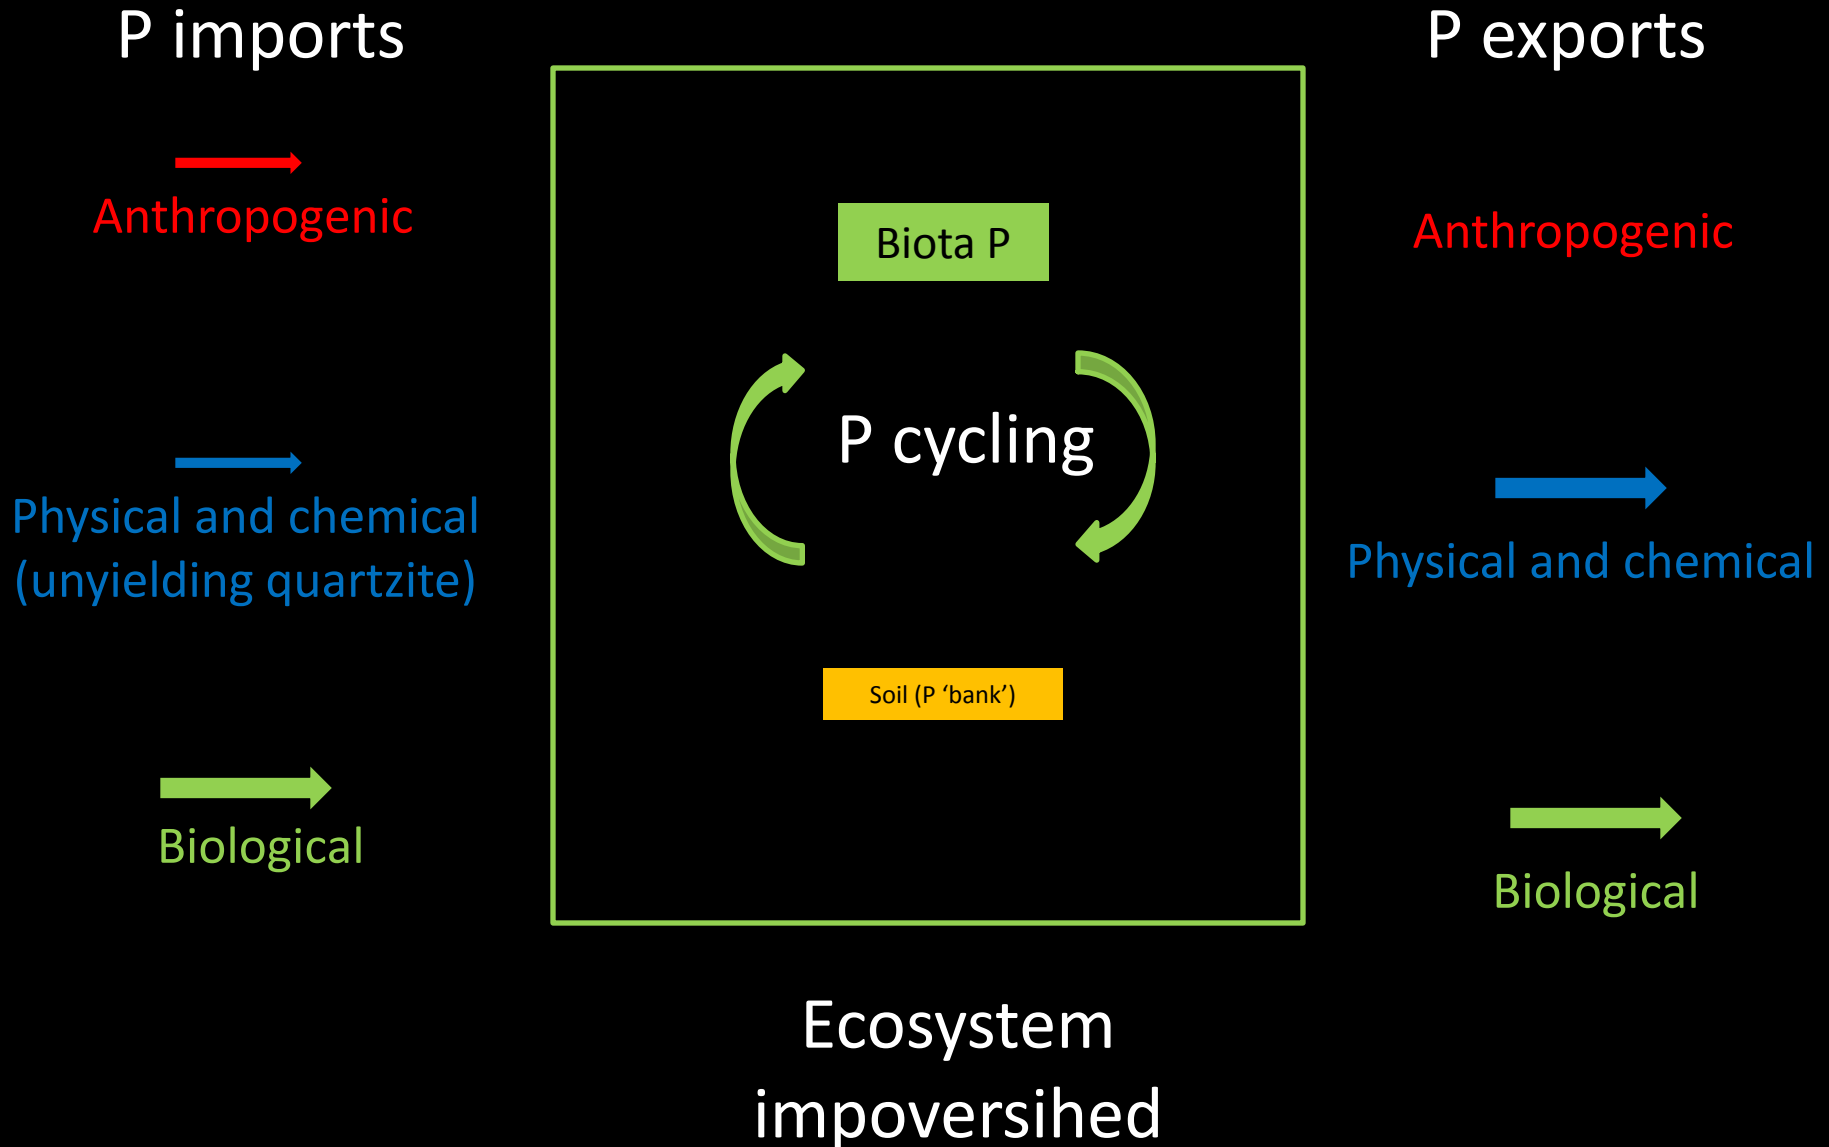 P imports
Anthropogenic
Physical and chemical
(unyielding quartzite)
Biological
Biota P
P cycling
Soil (P ‘bank’)
Ecosystem
impoversihed
P exports
Anthropogenic
Physical and chemical
Biological